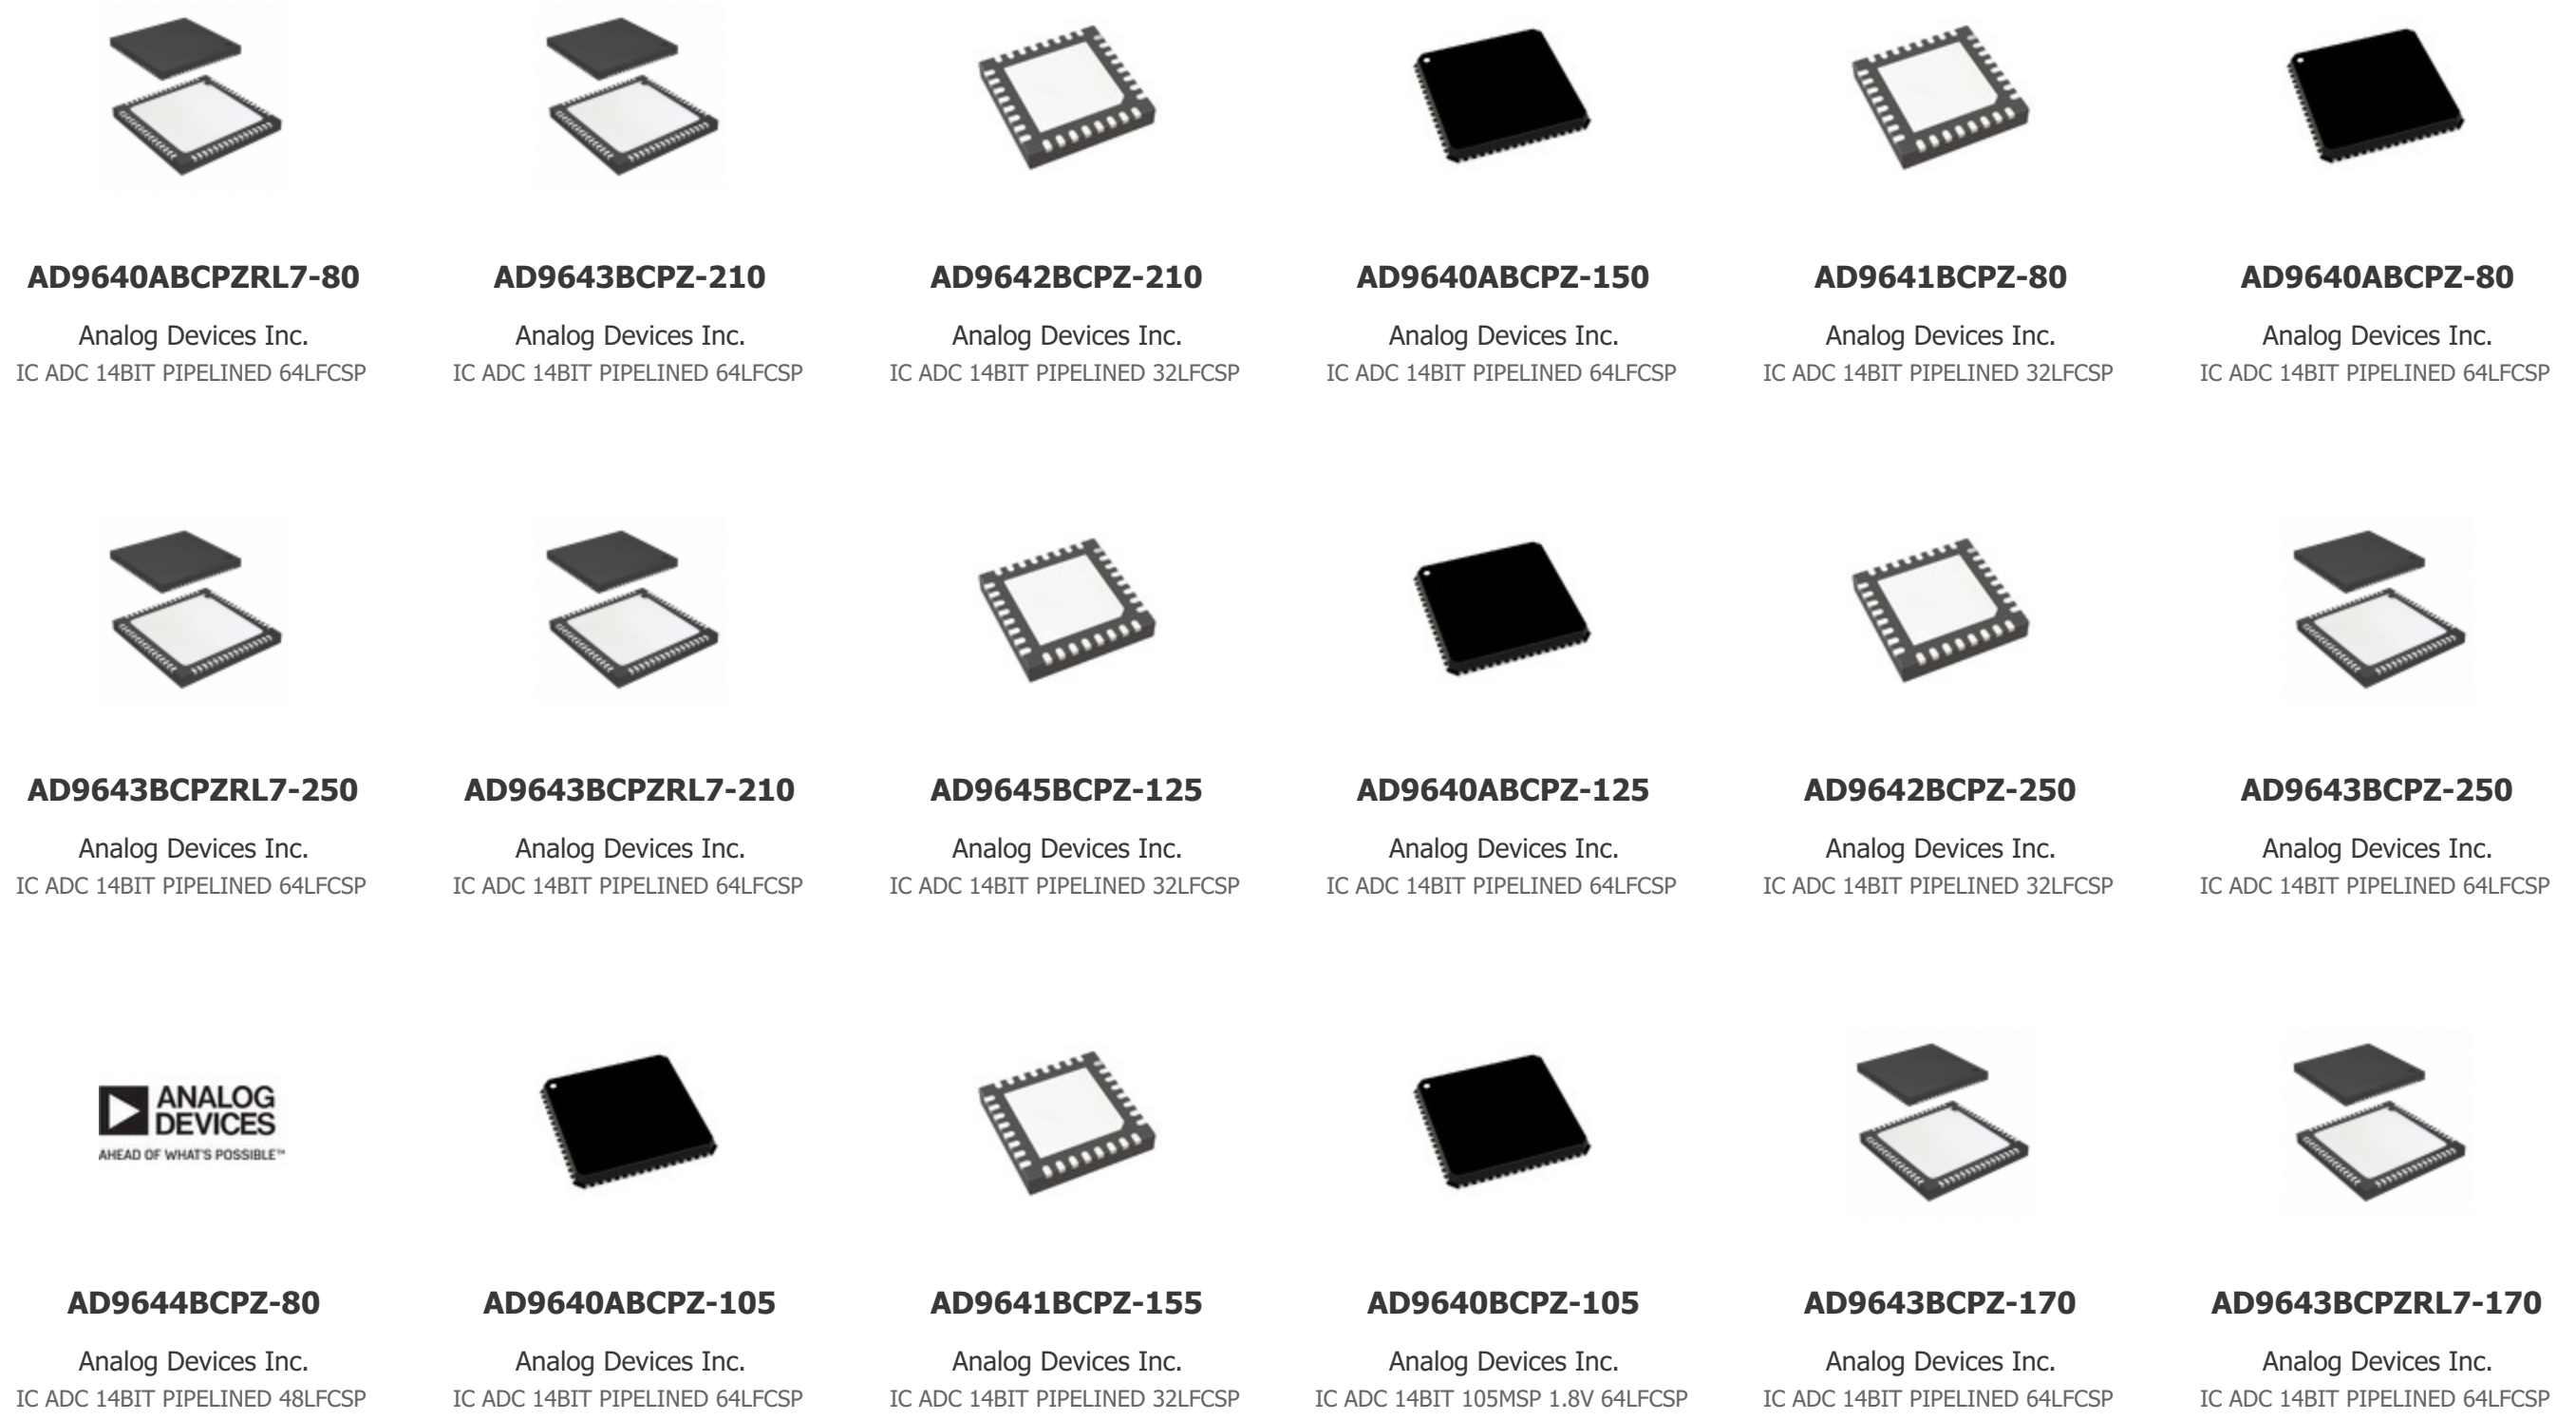 AD9640ABCPZRL7-80
Analog Devices Inc.
IC ADC 14BIT PIPELINED 64LFCSP
AD9643BCPZ-210
Analog Devices Inc.
IC ADC 14BIT PIPELINED 64LFCSP
AD9642BCPZ-210
Analog Devices Inc.
IC ADC 14BIT PIPELINED 32LFCSP
AD9640ABCPZ-150
Analog Devices Inc.
IC ADC 14BIT PIPELINED 64LFCSP
AD9641BCPZ-80
Analog Devices Inc.
IC ADC 14BIT PIPELINED 32LFCSP
AD9640ABCPZ-80
Analog Devices Inc.
IC ADC 14BIT PIPELINED 64LFCSP
AD9643BCPZRL7-250
Analog Devices Inc.
IC ADC 14BIT PIPELINED 64LFCSP
AD9643BCPZRL7-210
Analog Devices Inc.
IC ADC 14BIT PIPELINED 64LFCSP
AD9645BCPZ-125
Analog Devices Inc.
IC ADC 14BIT PIPELINED 32LFCSP
AD9640ABCPZ-125
Analog Devices Inc.
IC ADC 14BIT PIPELINED 64LFCSP
AD9642BCPZ-250
Analog Devices Inc.
IC ADC 14BIT PIPELINED 32LFCSP
AD9643BCPZ-250
Analog Devices Inc.
IC ADC 14BIT PIPELINED 64LFCSP
ANALOG
DEVICES
AHEAD OF WHAT'S POSSIBLE™
AD9644BCPZ-80
Analog Devices Inc.
IC ADC 14BIT PIPELINED 48LFCSP
AD9640ABCPZ-105
Analog Devices Inc.
IC ADC 14BIT PIPELINED 64LFCSP
AD9641BCPZ-155
Analog Devices Inc.
IC ADC 14BIT PIPELINED 32LFCSP
AD9640BCPZ-105
Analog Devices Inc.
IC ADC 14BIT 105MSP 1.8V 64LFCSP
AD9643BCPZ-170
Analog Devices Inc.
IC ADC 14BIT PIPELINED 64LFCSP
AD9643BCPZRL7-170
Analog Devices Inc.
IC ADC 14BIT PIPELINED 64LFCSP